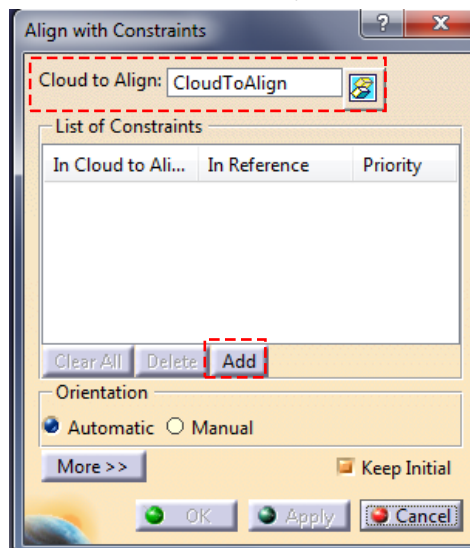 Align with Constraints
Cloud to Align: CloudToAlign
List of Constraints
In Cloud to Ali... In Reference Priority
Clear All Delete Add
Orientation
Automatic Manual
More >> Keep Initial
OK Apply Cancel